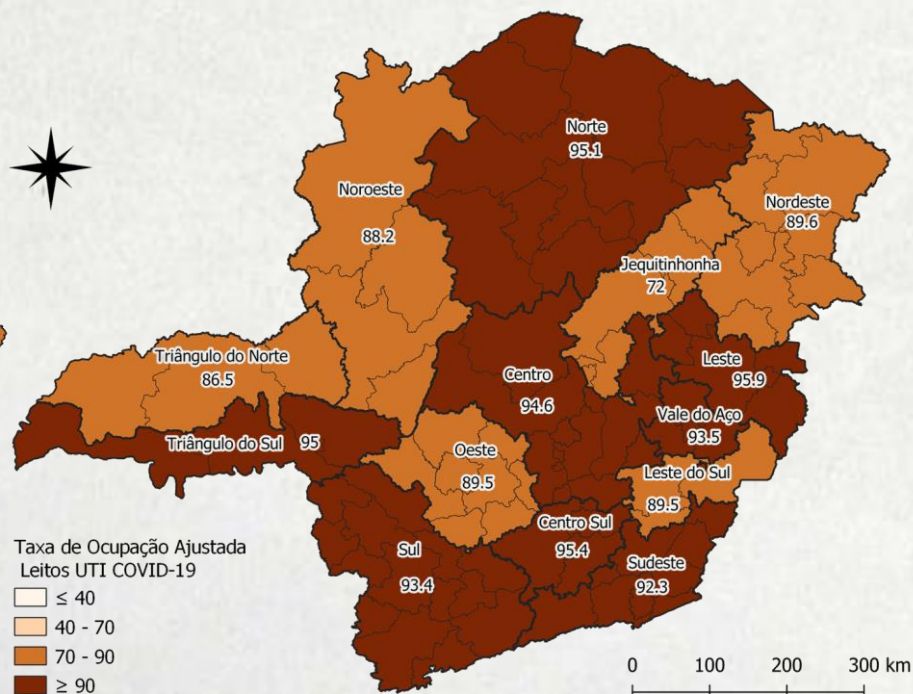 Norte
95.1
Noroeste
88.2
Nordeste
89.6
Jequitinhonha
72
Triângulo do Norte
86.5
Centro
94.6
Leste
95.9
Vale do Aço
93.5
Triângulo do Sul
95
Oeste
89.5
Leste do Sul
89.5
Centro Sul
95.4
Sul
93.4
Sudeste
92.3
Taxa de Ocupação Ajustada
Leitos UTI COVID-19
≤ 40
40 - 70
70 - 90
≥ 90
0 100 200 300 km